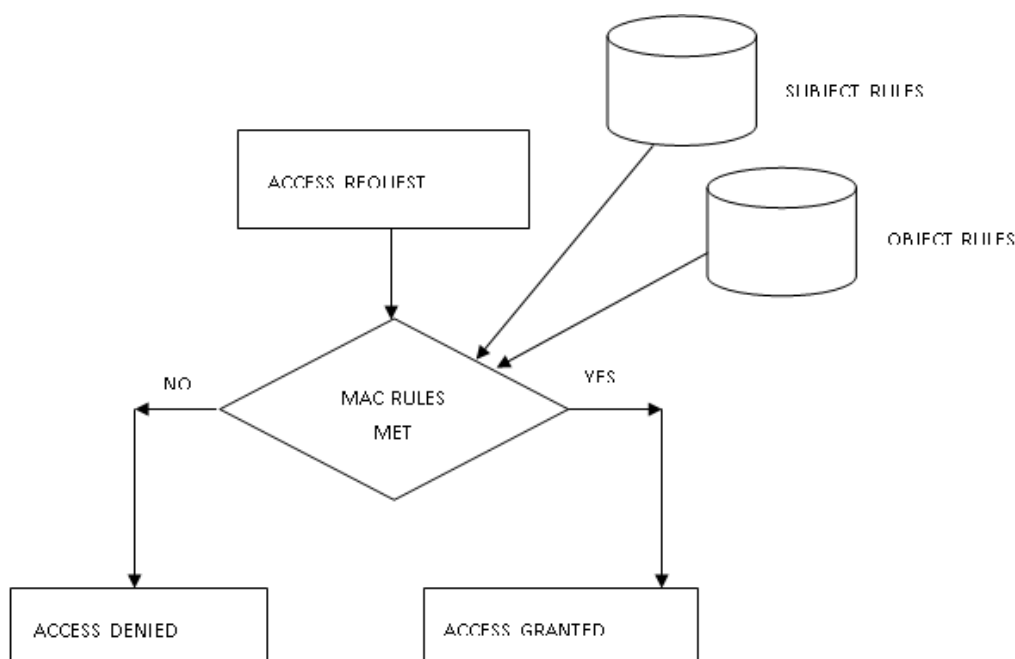 SUBJECT RULES
ACCESS REQUEST
OBJECT RULES
NO
YES
MAC RULES
MET
ACCESS DENIED
ACCESS GRANTED